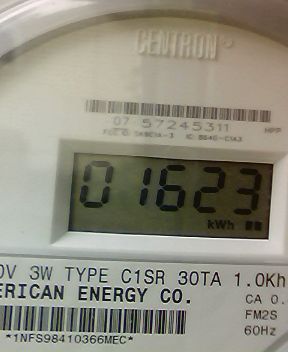 CENTRON®
07 57245311
01623
kWh
0V 3W TYPE C1SR 30TA 1.0Kh
ERICAN ENERGY CO. CA 0.
FM2S
60Hz
*1NFS98410366MEC*